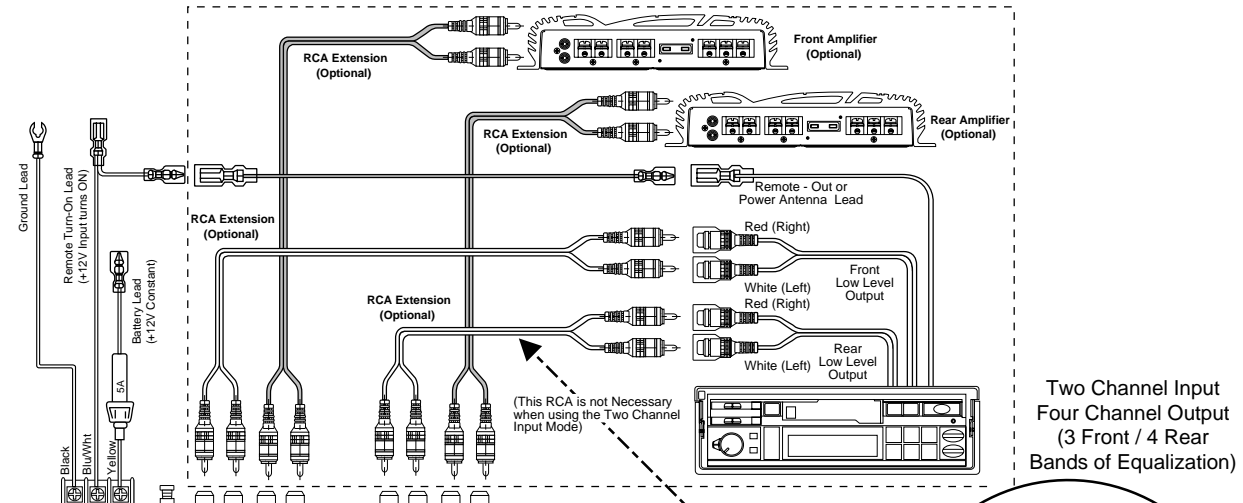 RCA Extension
(Optional)
Front Amplifier
(Optional)
RCA Extension
(Optional)
Rear Amplifier
(Optional)
Ground Lead
Remote Turn-On Lead
(+12V Input turns ON)
Battery Lead
(+12V Constant)
5A
Black
Blu/Wht
Yellow
Remote - Out or
Power Antenna Lead
RCA Extension
(Optional)
Red (Right)
White (Left)
Front
Low Level
Output
RCA Extension
(Optional)
Red (Right)
White (Left)
Rear
Low Level
Output
(This RCA is not Necessary
when using the Two Channel
Input Mode)
Two Channel Input
Four Channel Output
(3 Front / 4 Rear
Bands of Equalization)